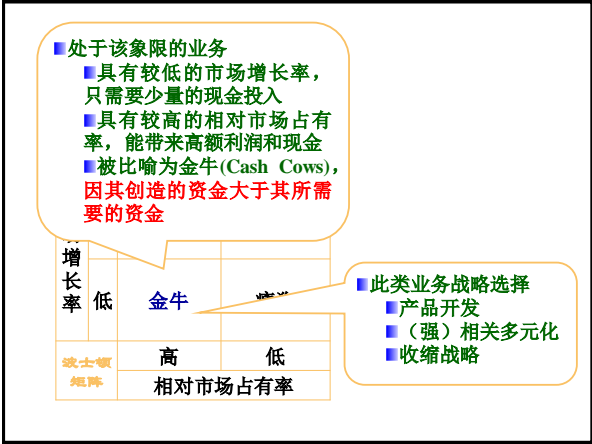 处于该象限的业务
具有较低的市场增长率，
只需要少量的现金投入
具有较高的相对市场占有
率，能带来高额利润和现金
被比喻为金牛(Cash Cows)，
因其创造的资金大于其所需
要的资金
增
长
率
低
金牛
此类业务战略选择
产品开发
（强）相关多元化
收缩战略
波士顿
矩阵
高
低
相对市场占有率